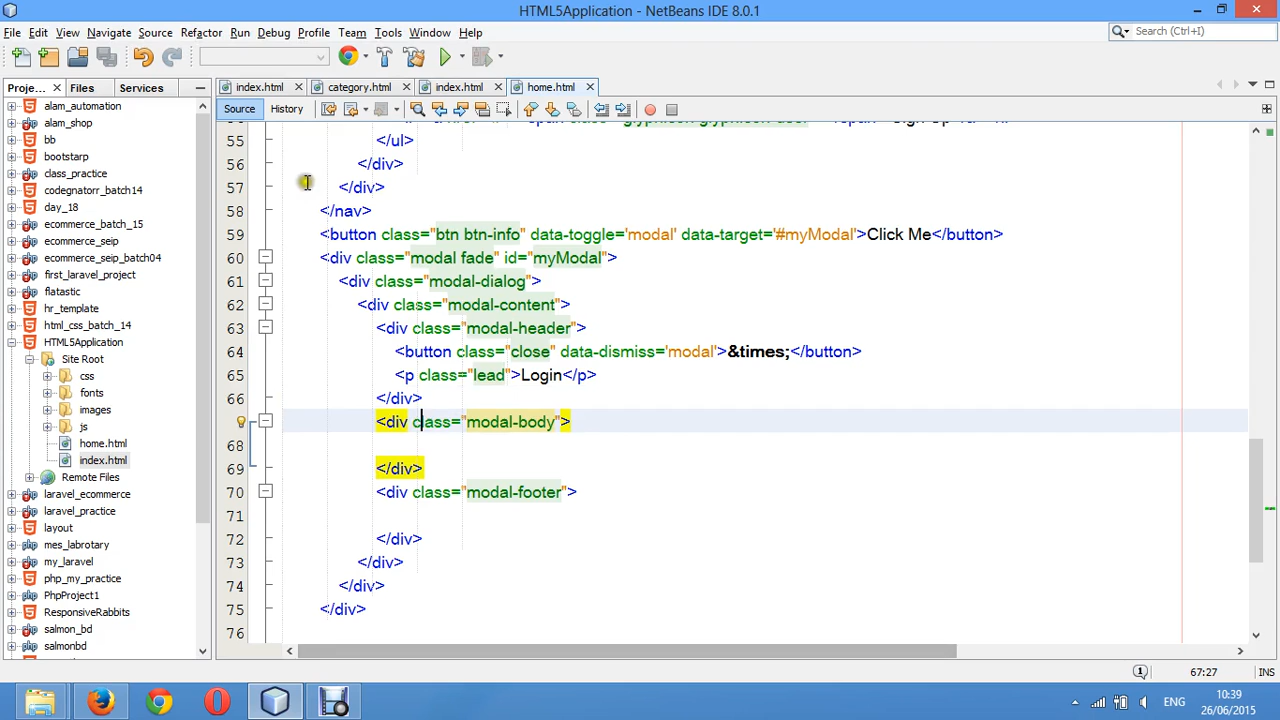 HTML5Application - NetBeans IDE 8.0.1
File Edit View Navigate Source Refactor Run Debug Profile Team Tools Window Help
Search (Ctrl+I)
Proje... Files Services
index.html category.html index.html home.html
Source History
alam_automation
alam_shop
bb
bootstarp
class_practice
codegnatorr_batch14
day_18
ecommerce_batch_15
ecommerce_seip
ecommerce_seip_batch04
first_laravel_project
flatastic
hr_template
html_css_batch_14
HTML5Application
Site Root
css
fonts
images
js
home.html
index.html
Remote Files
laravel_ecommerce
laravel_practice
layout
mes_labrotary
my_laravel
php_my_practice
PhpProject1
ResponsiveRabbits
salmon_bd
salmonbd
55 </ul>
56 </div>
57 </div>
58 </nav>
59 <button class="btn btn-info" data-toggle='modal' data-target='#myModal'>Click Me</button>
60 <div class="modal fade" id="myModal">
61 <div class="modal-dialog">
62 <div class="modal-content">
63 <div class="modal-header">
64 <button class="close" data-dismiss='modal'>&times;</button>
65 <p class="lead">Login</p>
66 </div>
<div class="modal-body">
68
69 </div>
70 <div class="modal-footer">
71
72 </div>
73 </div>
74 </div>
75 </div>
76
1
67:27 INS
ENG
10:39
26/06/2015